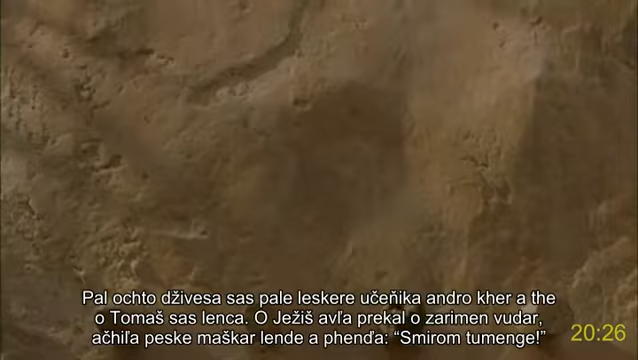 Pal ochto dživesa sas pale leskere učeňika andro kher a the
o Tomaš sas lenca. O Ježiš avľa prekal o zarimen vudar,
ačhiľa peske maškar lende a phenďa: “Smirom tumenge!”
20:26